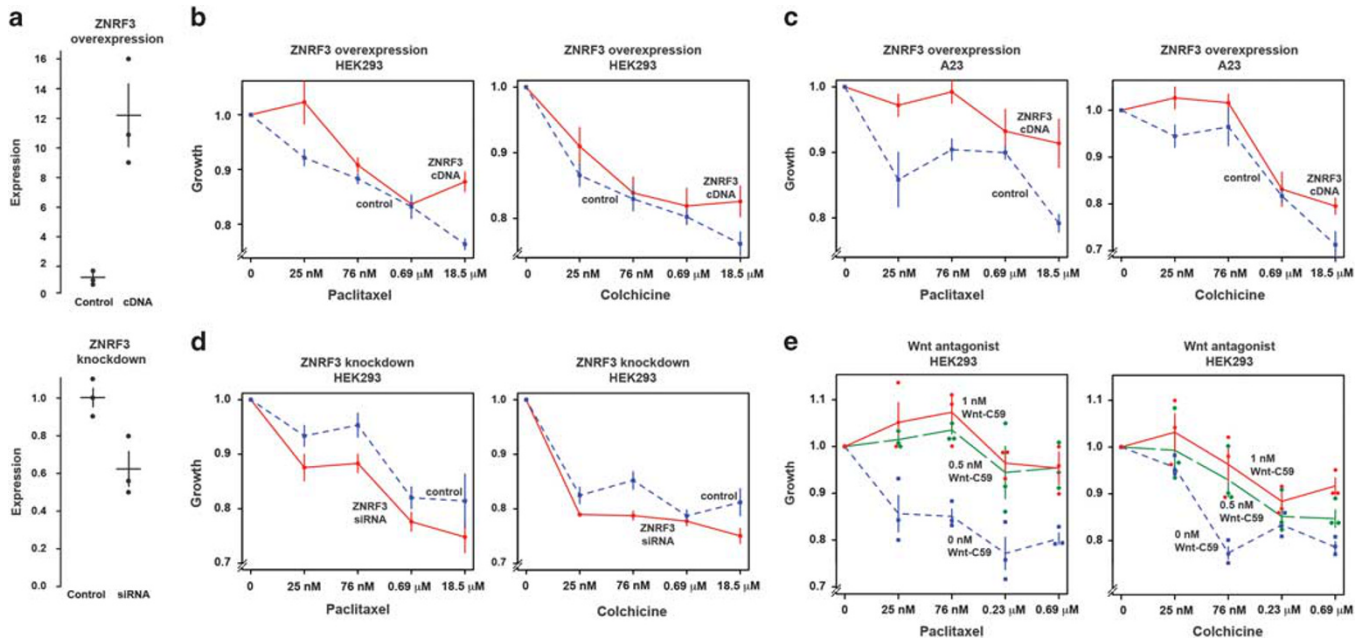 a
ZNRF3
overexpression
16
14
12
10
8
6
4
2
0
Expression
Control cDNA
b
ZNRF3 overexpression
HEK293
1.0
0.9
0.8
Growth
ZNRF3
cDNA
control
0
25 nM
76 nM
0.69 μM
18.5 μM
Paclitaxel
ZNRF3 overexpression
HEK293
1.0
0.9
0.8
Growth
ZNRF3
cDNA
control
0
25 nM
76 nM
0.69 μM
18.5 μM
Colchicine
c
ZNRF3 overexpression
A23
1.0
0.9
0.8
Growth
ZNRF3
cDNA
control
0
25 nM
76 nM
0.69 μM
18.5 μM
Paclitaxel
ZNRF3 overexpression
A23
1.0
0.9
0.8
0.7
ZNRF3
cDNA
control
0
25 nM
76 nM
0.69 μM
18.5 μM
Colchicine
ZNRF3
knockdown
1.0
0.8
0.6
0.4
0.2
0.0
Expression
Control siRNA
d
ZNRF3 knockdown
HEK293
1.0
0.9
0.8
0.7
Growth
control
ZNRF3
siRNA
0
25 nM
76 nM
0.69 μM
18.5 μM
Paclitaxel
ZNRF3 knockdown
HEK293
1.0
0.9
0.8
0.7
control
ZNRF3
siRNA
0
25 nM
76 nM
0.69 μM
18.5 μM
Colchicine
e
Wnt antagonist
HEK293
1.1
1.0
0.9
0.8
0.7
Growth
1 nM
Wnt-C59
0.5 nM
Wnt-C59
0 nM
Wnt-C59
0
25 nM
76 nM
0.23 μM
0.69 μM
Paclitaxel
Wnt antagonist
HEK293
1.1
1.0
0.9
0.8
1 nM
Wnt-C59
0.5 nM
Wnt-C59
0 nM
Wnt-C59
0
25 nM
76 nM
0.23 μM
0.69 μM
Colchicine